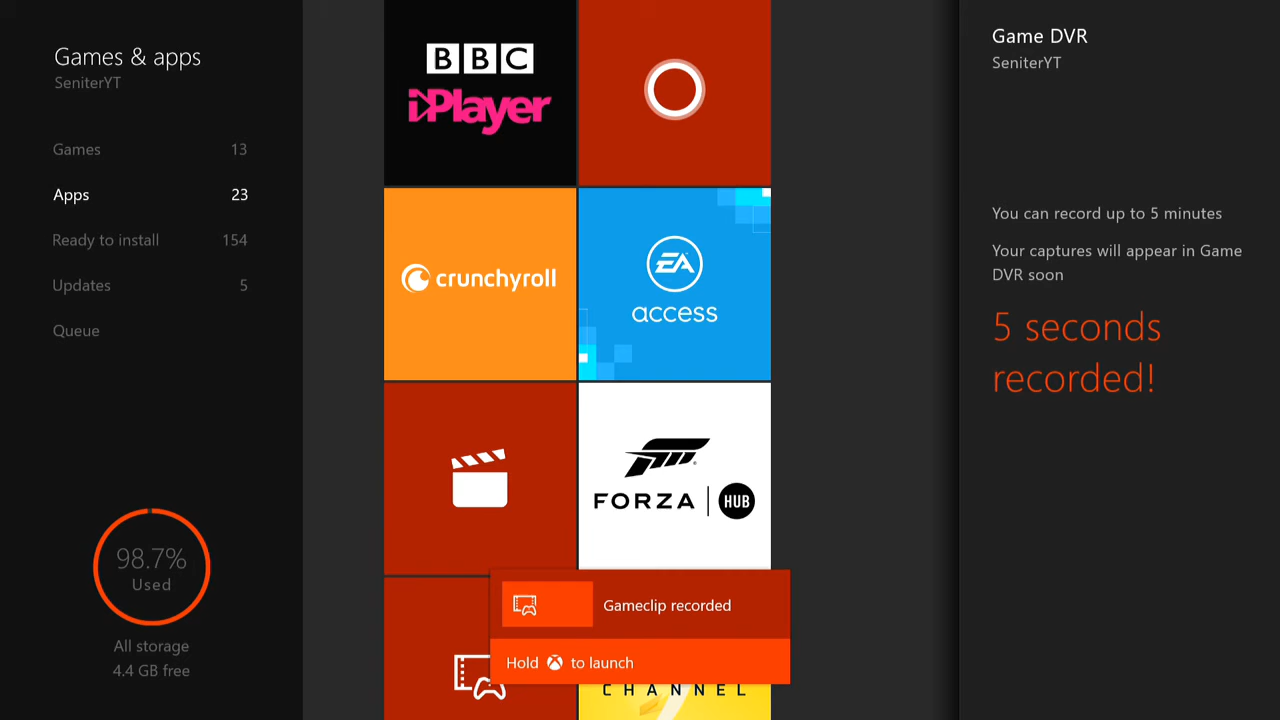 Games & apps
SeniterYT
Games 13
Apps 23
Ready to install 154
Updates 5
Queue
98.7%
Used
All storage
4.4 GB free
BBC
iPlayer
crunchyroll
EA
access
FORZA HUB
Gameclip recorded
Hold to launch
CHANNEL
Game DVR
SeniterYT
You can record up to 5 minutes
Your captures will appear in Game
DVR soon
5 seconds
recorded!